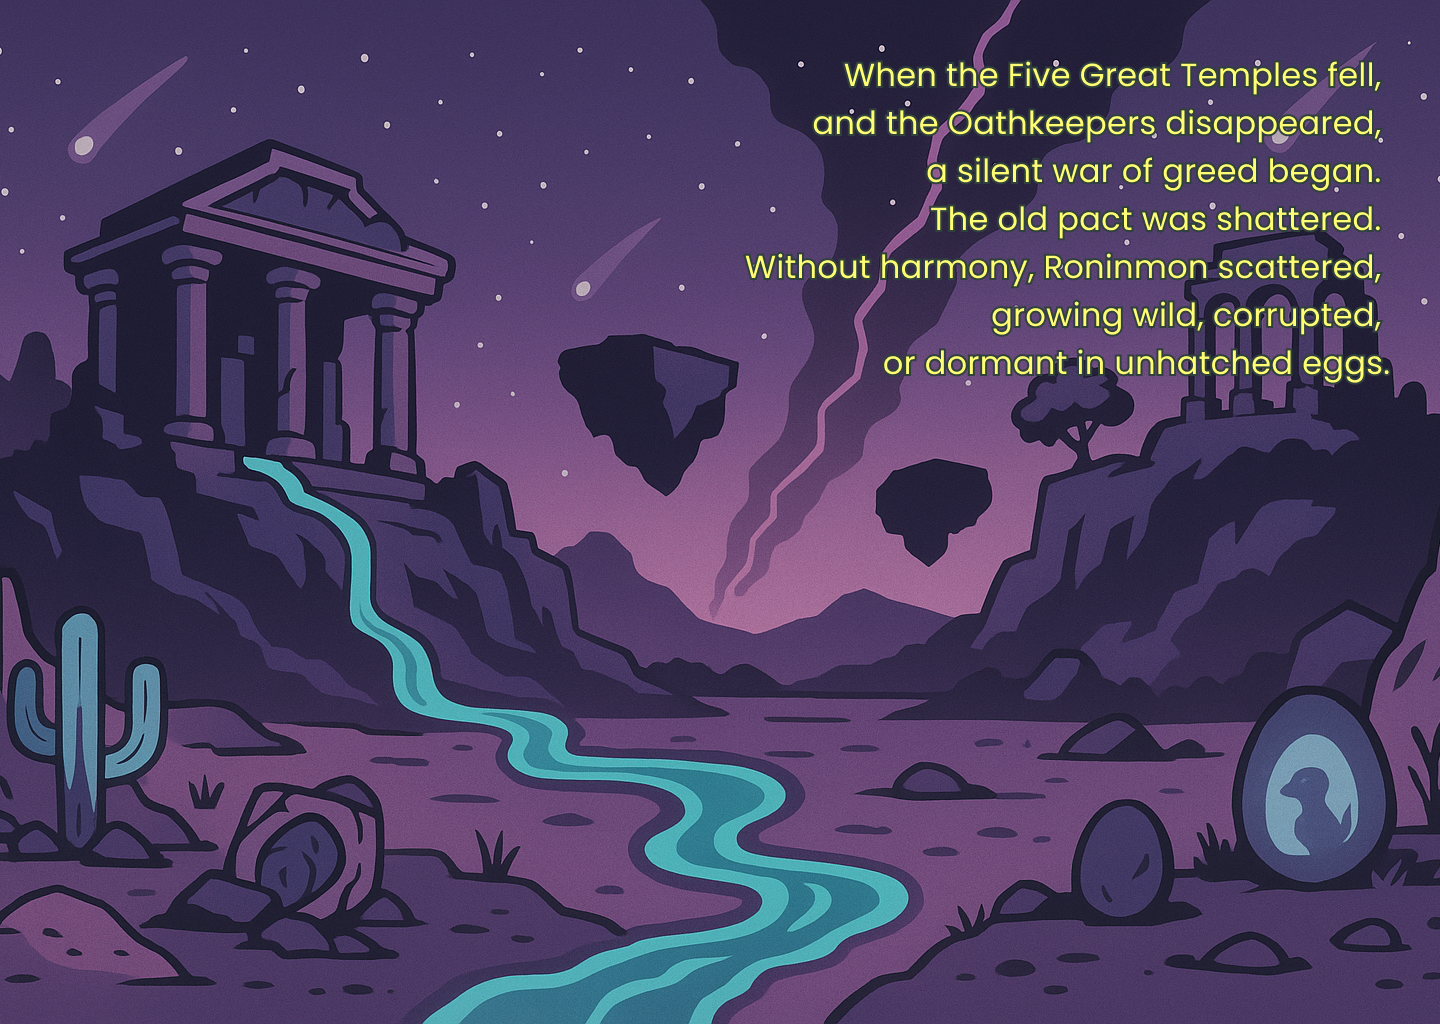 When the Five Great Temples fell,
and the Oathkeepers disappeared,
a silent war of greed began.
The old pact was shattered.
Without harmony, Roninmon scattered,
growing wild, corrupted,
or dormant in unhatched eggs.